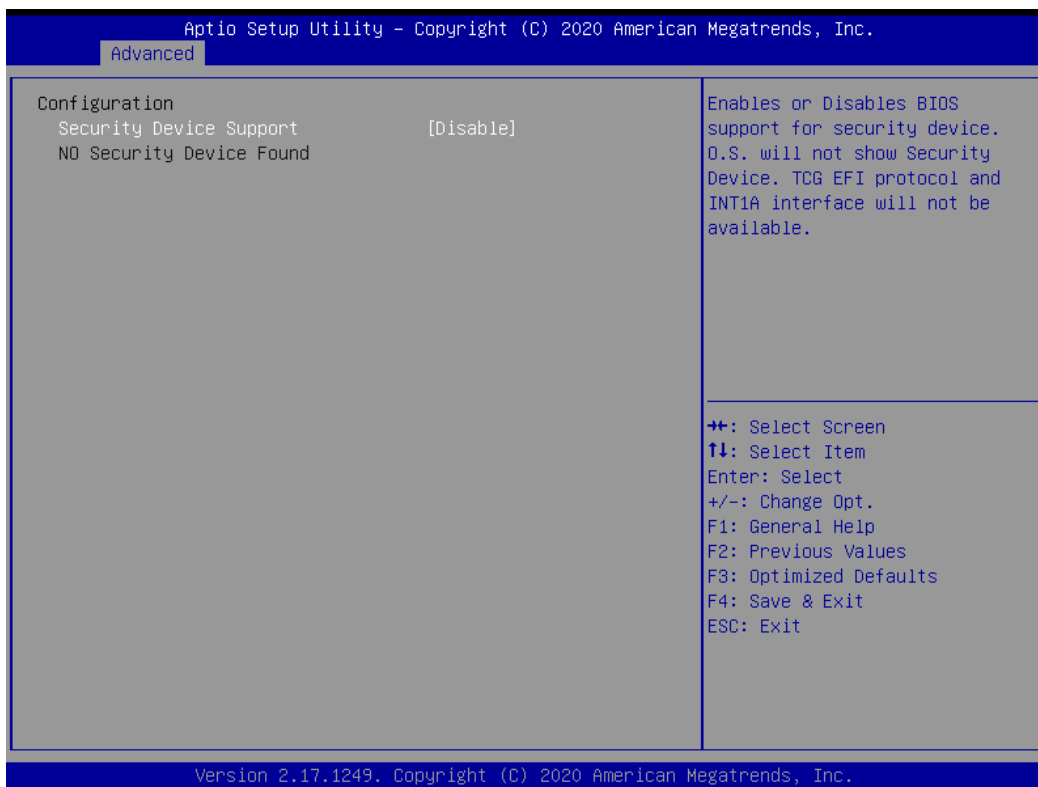 Aptio Setup Utility – Copyright (C) 2020 American Megatrends, Inc.
Advanced
Configuration
Security Device Support [Disable]
NO Security Device Found
Enables or Disables BIOS
support for security device.
O.S. will not show Security
Device. TCG EFI protocol and
INT1A interface will not be
available.
→←: Select Screen
↑↓: Select Item
Enter: Select
+/-: Change Opt.
F1: General Help
F2: Previous Values
F3: Optimized Defaults
F4: Save & Exit
ESC: Exit
Version 2.17.1249. Copyright (C) 2020 American Megatrends, Inc.